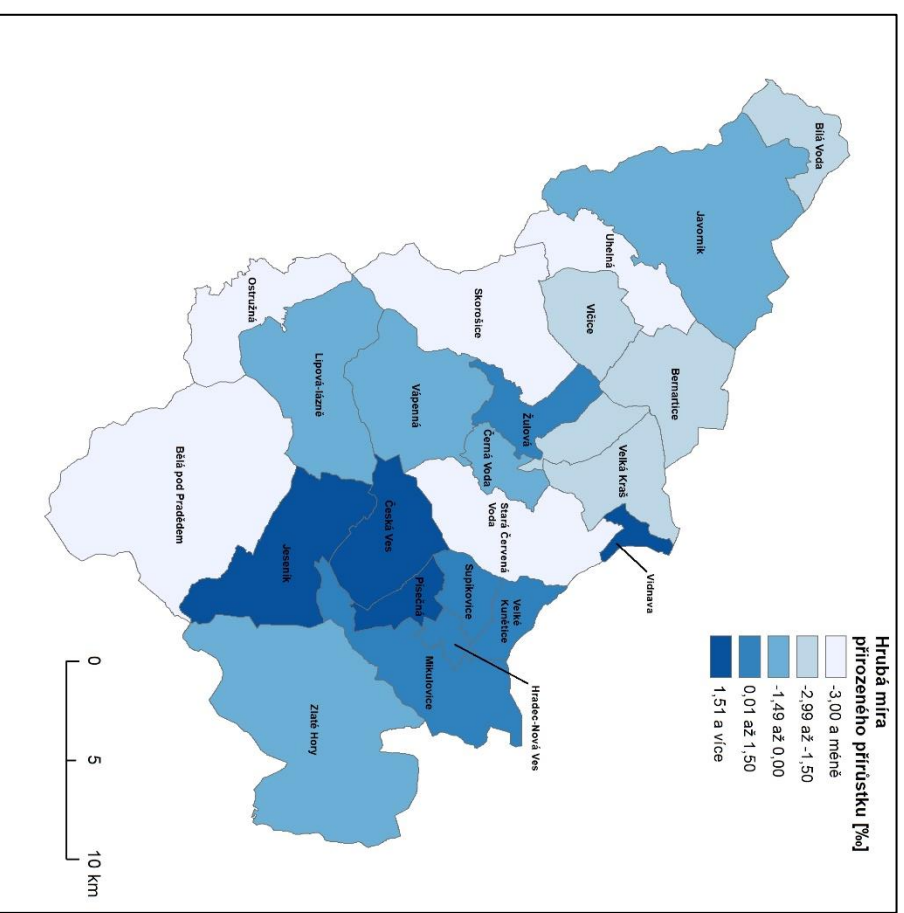 Hrubá míra
přirozeného přírůstku [‰]
-3,00 a méně
-2,99 až -1,50
-1,49 až 0,00
0,01 až 1,50
1,51 a více
Bílá Voda
Javorník
Uhelná
Vlčice
Bernartice
Skorošice
Velká Kraš
Vidnava
Žulová
Černá Voda
Stará Červená
Voda
Vápenná
Ostružná
Lipová-lázně
Česká Ves
Supíkovice
Velké
Kunětice
Písečná
Hradec-Nová Ves
Jeseník
Mikulovice
Bělá pod Pradědem
Zlaté Hory
0
5
10 km